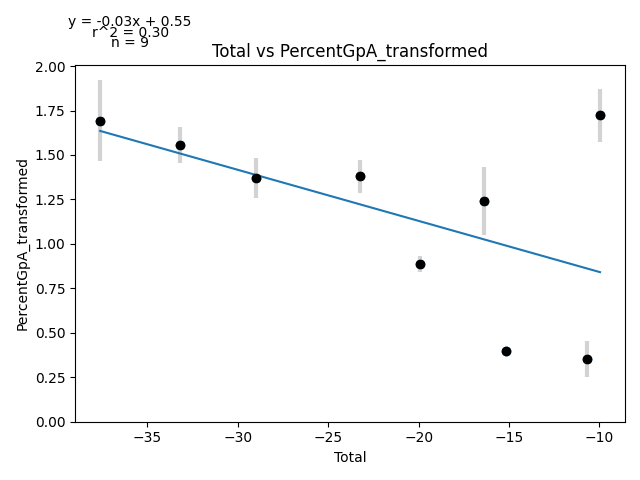 y = -0.03x + 0.55
r^2 = 0.30
n = 9
Total vs PercentGpA_transformed
PercentGpA_transformed
2.00
1.75
1.50
1.25
1.00
0.75
0.50
0.25
0.00
−35
−30
−25
−20
−15
−10
Total